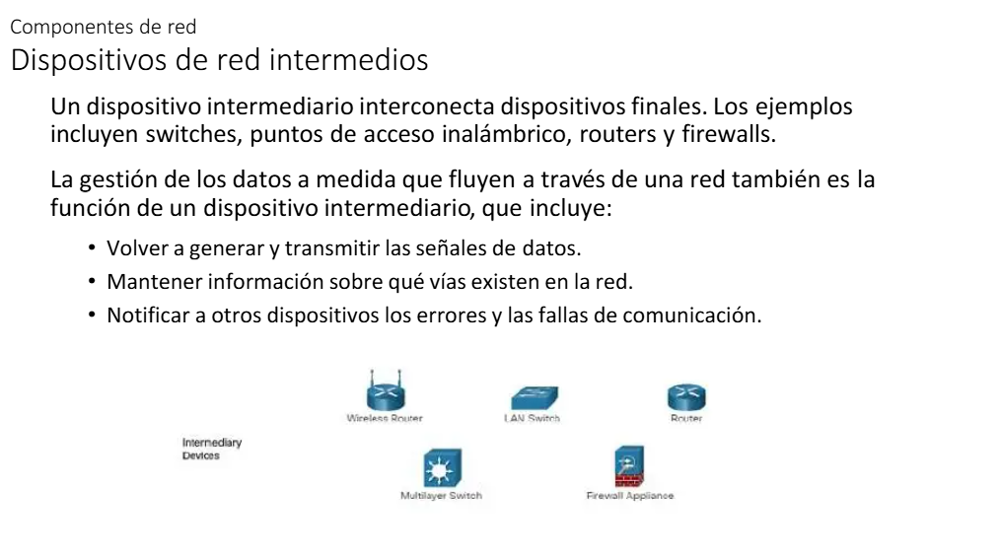 Componentes de red
Dispositivos de red intermedios
Un dispositivo intermediario interconecta dispositivos finales. Los ejemplos
incluyen switches, puntos de acceso inalámbrico, routers y firewalls.
La gestión de los datos a medida que fluyen a través de una red también es la
función de un dispositivo intermediario, que incluye:
• Volver a generar y transmitir las señales de datos.
• Mantener información sobre qué vías existen en la red.
• Notificar a otros dispositivos los errores y las fallas de comunicación.
Wireless Router
LAN Switch
Router
Intermediary
Devices
Multilayer Switch
Firewall Appliance